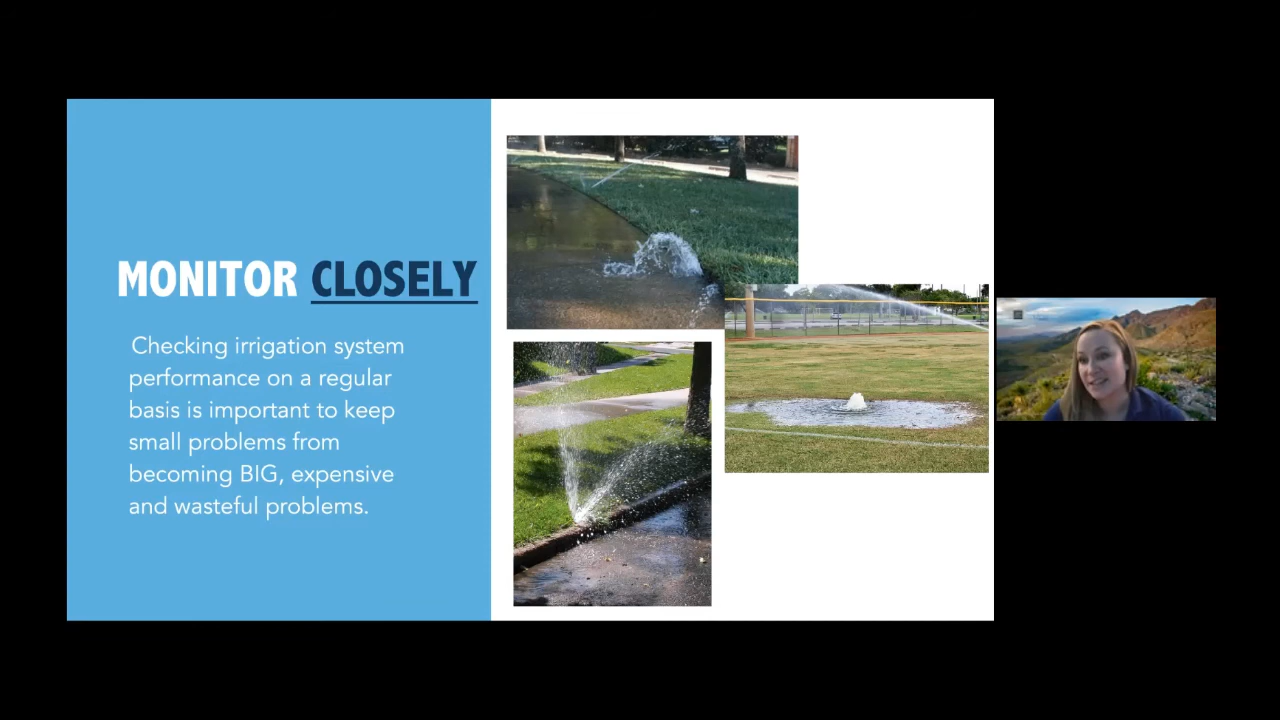 MONITOR CLOSELY
Checking irrigation system
performance on a regular
basis is important to keep
small problems from
becoming BIG, expensive
and wasteful problems.